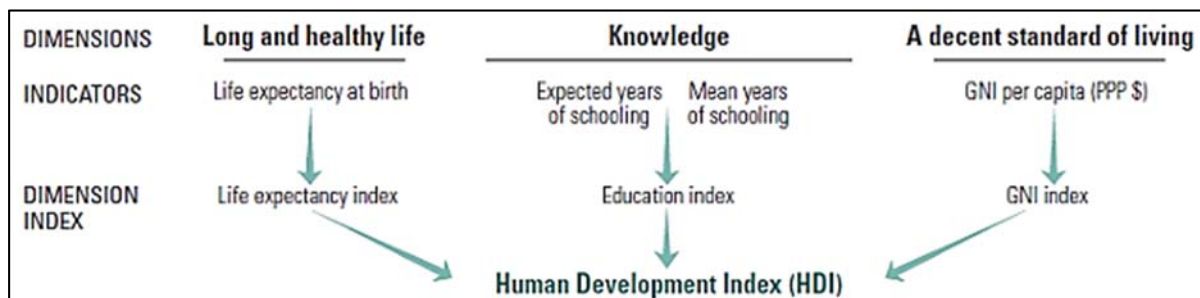 DIMENSIONS Long and healthy life Knowledge A decent standard of living
INDICATORS Life expectancy at birth Expected years Mean years GNI per capita (PPP $)
of schooling of schooling
DIMENSION Life expectancy index Education index GNI index
INDEX
Human Development Index (HDI)